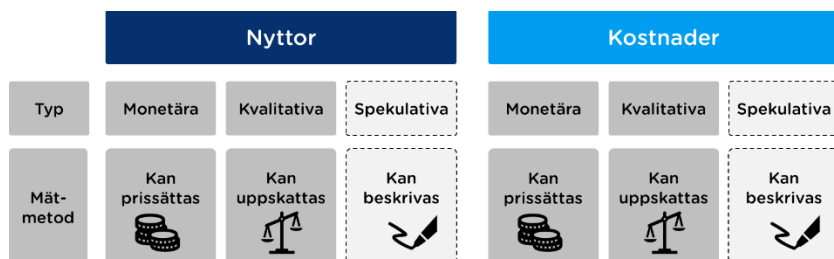 Nyttor
Kostnader
Typ
Monetära
Kvalitativa
Spekulativa
Monetära
Kvalitativa
Spekulativa
Mät-
metod
Kan
prissättas
Kan
uppskattas
Kan
beskrivas
Kan
prissättas
Kan
uppskattas
Kan
beskrivas